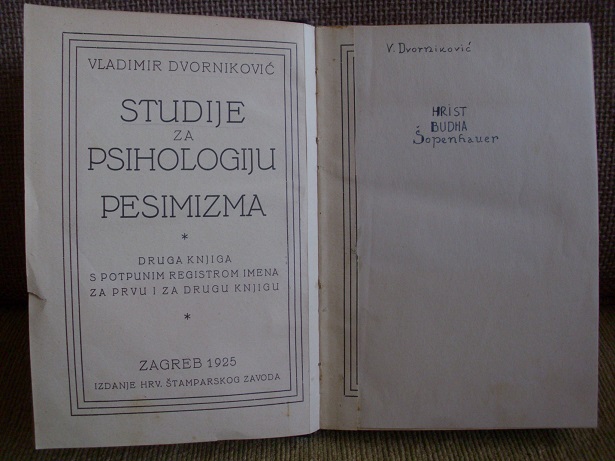 VLADIMIR DVORNIKOVIĆ
STUDIJE
ZA
PSIHOLOGIJU
PESIMIZMA
*
DRUGA KNJIGA
S POTPUNIM REGISTROM IMENA
ZA PRVU I ZA DRUGU KNJIGU
*
ZAGREB 1925
IZDANJE HRV. ŠTAMPARSKOG ZAVODA
V. Dvorniković
HRIST
BUDHA
Šopenhauer